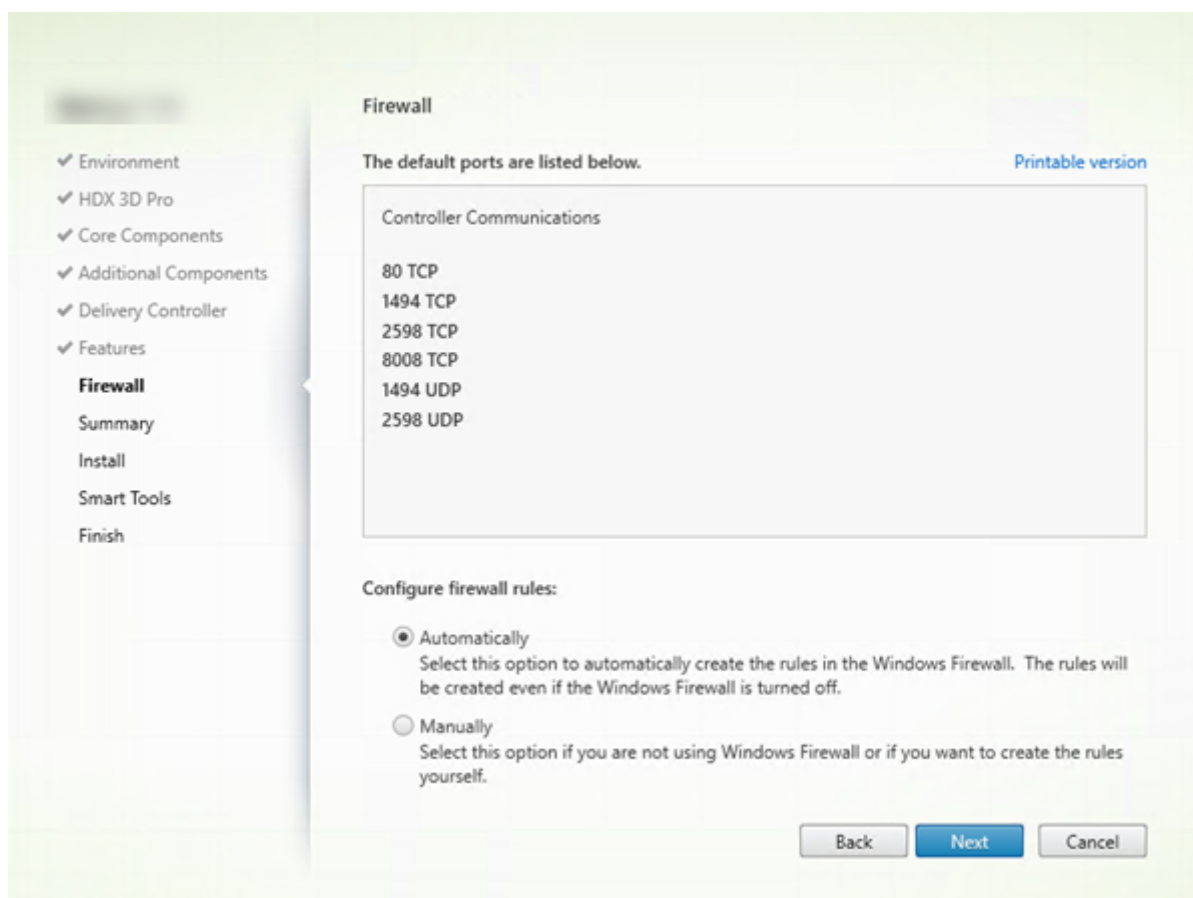 Firewall
Environment
HDX 3D Pro
Core Components
Additional Components
Delivery Controller
Features
Firewall
Summary
Install
Smart Tools
Finish
The default ports are listed below.
Printable version
Controller Communications
80 TCP
1494 TCP
2598 TCP
8008 TCP
1494 UDP
2598 UDP
Configure firewall rules:
Automatically
Select this option to automatically create the rules in the Windows Firewall. The rules will
be created even if the Windows Firewall is turned off.
Manually
Select this option if you are not using Windows Firewall or if you want to create the rules
yourself.
Back
Next
Cancel